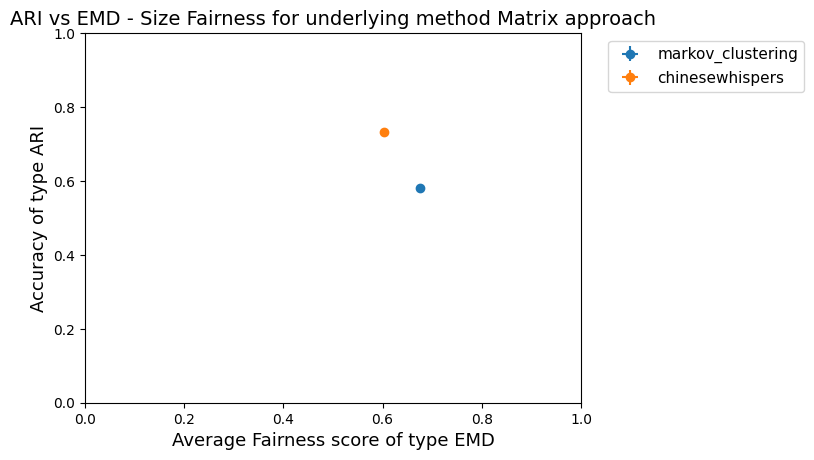 ARI vs EMD - Size Fairness for underlying method Matrix approach
markov_clustering
chinesewhispers
Accuracy of type ARI
1.0
0.8
0.6
0.4
0.2
0.0
0.0 0.2 0.4 0.6 0.8 1.0
Average Fairness score of type EMD